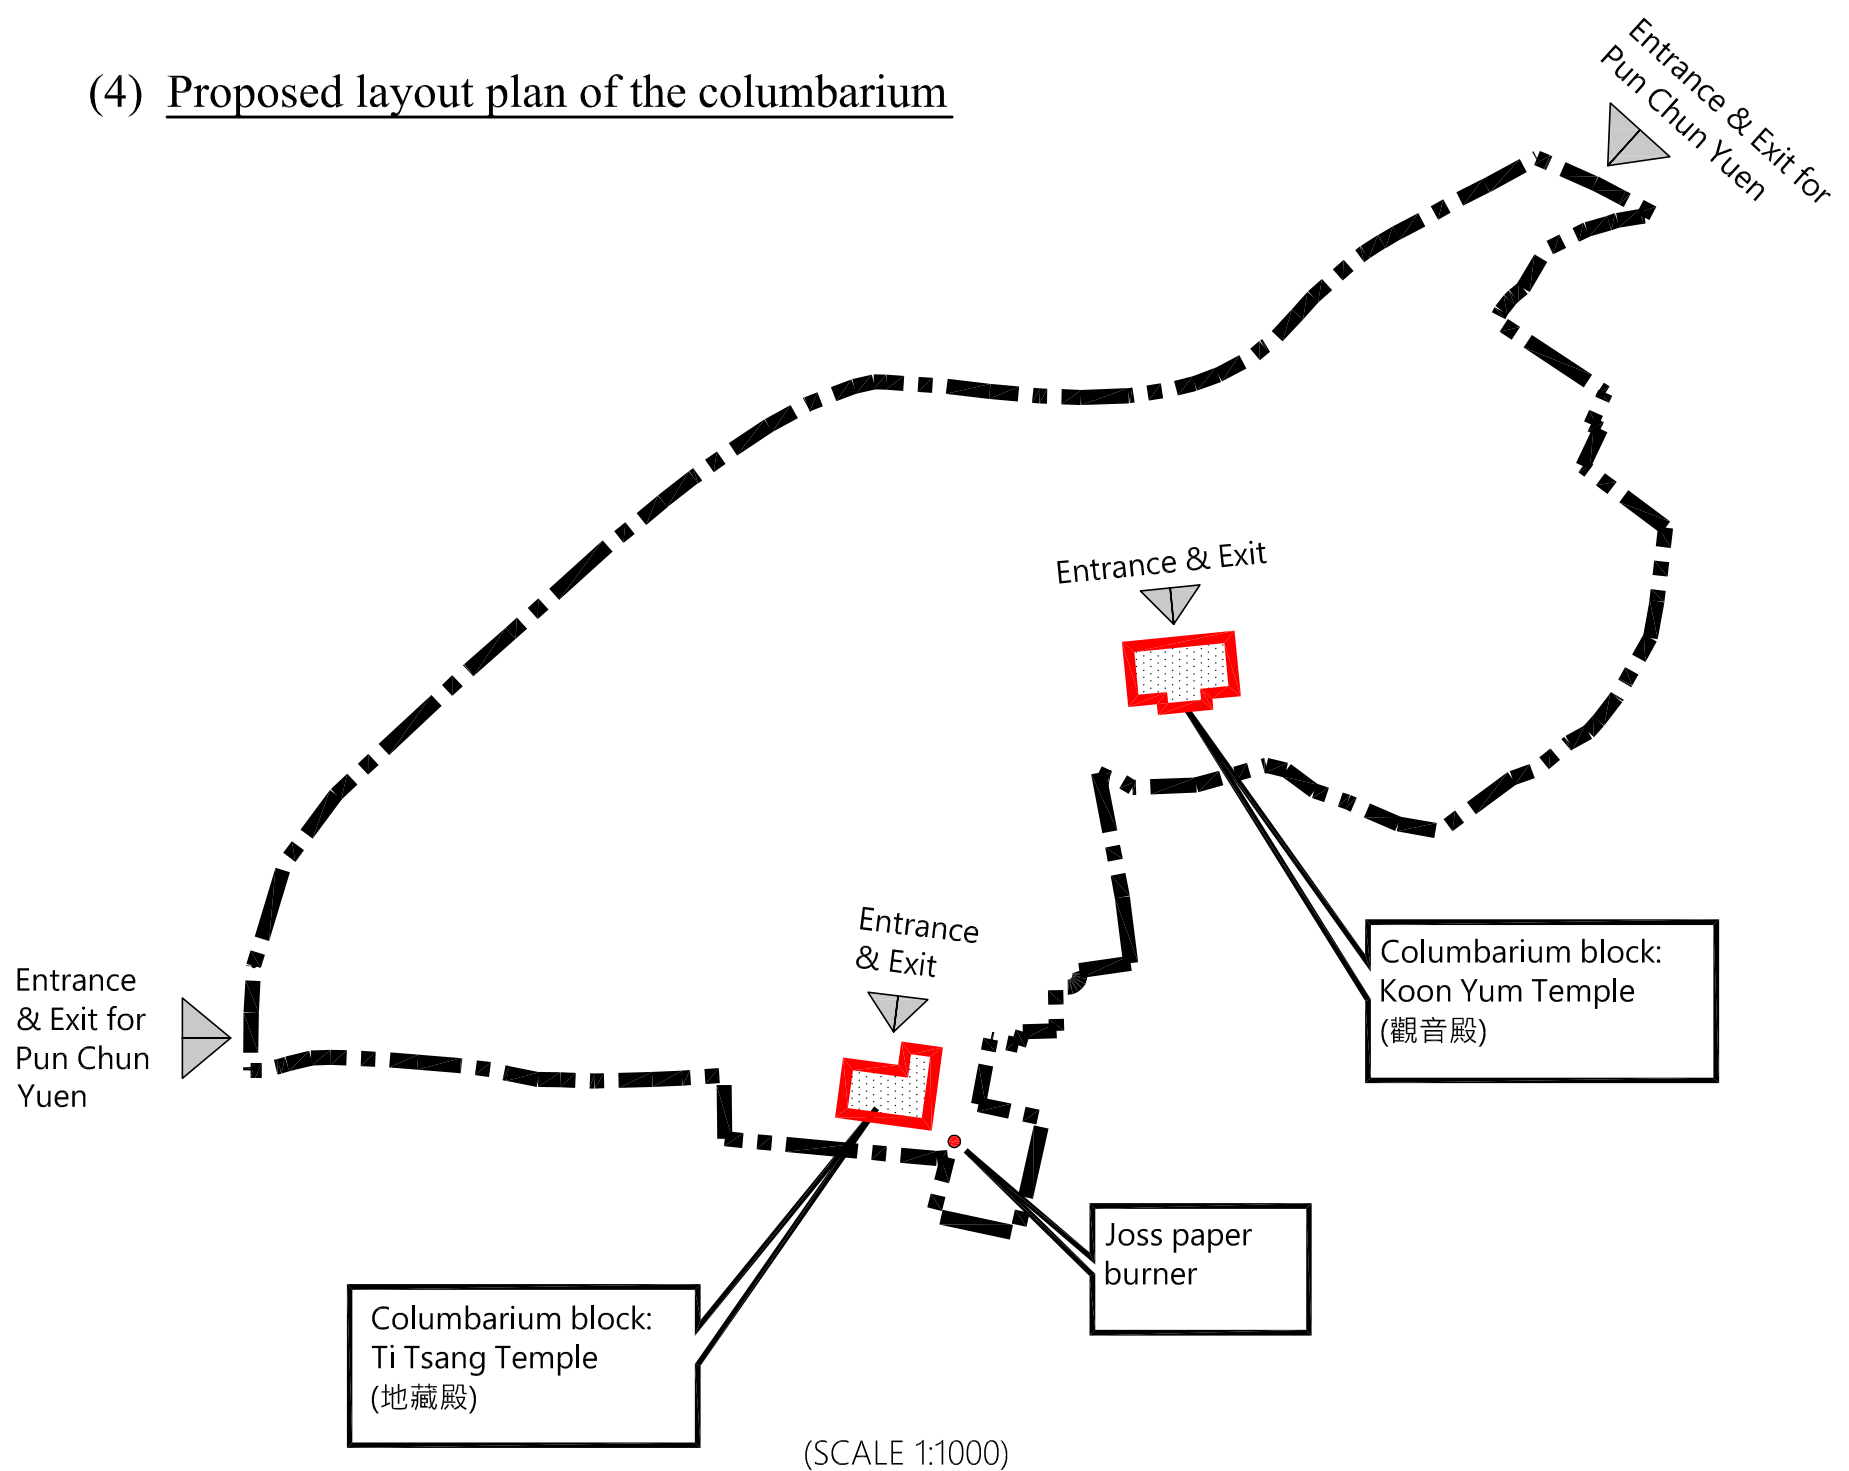 (4) Proposed layout plan of the columbarium
Entrance & Exit for
Pun Chun Yuen
Entrance & Exit
Entrance
& Exit
Entrance
& Exit for
Pun Chun
Yuen
Columbarium block:
Koon Yum Temple
(觀音殿)
Joss paper
burner
Columbarium block:
Ti Tsang Temple
(地藏殿)
(SCALE 1:1000)